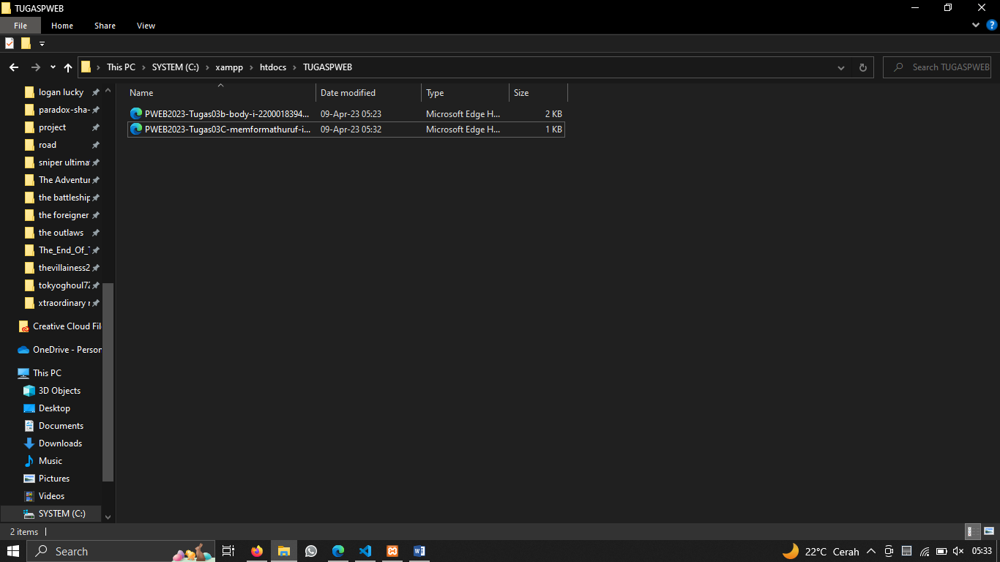 TUGASPWEB
File Home Share View
This PC SYSTEM (C:) xampp htdocs TUGASPWEB
Search TUGASPWEB
Name Date modified Type Size
PWEB2023-Tugas03b-body-i-2200018394... 09-Apr-23 05:23 Microsoft Edge H... 2 KB
PWEB2023-Tugas03C-memformathuruf-i... 09-Apr-23 05:32 Microsoft Edge H... 1 KB
logan lucky
paradox-sha-
project
road
sniper ultima
The Adventur
the battleship
the foreigner
the outlaws
The_End_Of_T
thevillainess2
tokyoghoul72
xtraordinary r
Creative Cloud Fil
OneDrive - Person
This PC
3D Objects
Desktop
Documents
Downloads
Music
Pictures
Videos
SYSTEM (C:)
2 items
Search
22°C Cerah 05:33